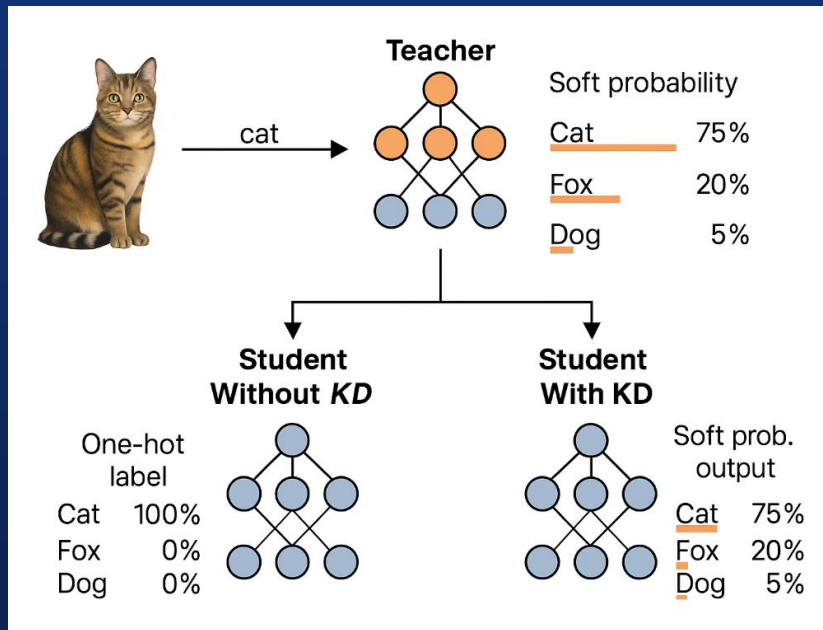 Teacher
cat
Soft probability
Cat 75%
Fox 20%
Dog 5%
Student
Without KD
One-hot
label
Cat 100%
Fox 0%
Dog 0%
Student
With KD
Soft prob.
output
Cat 75%
Fox 20%
Dog 5%